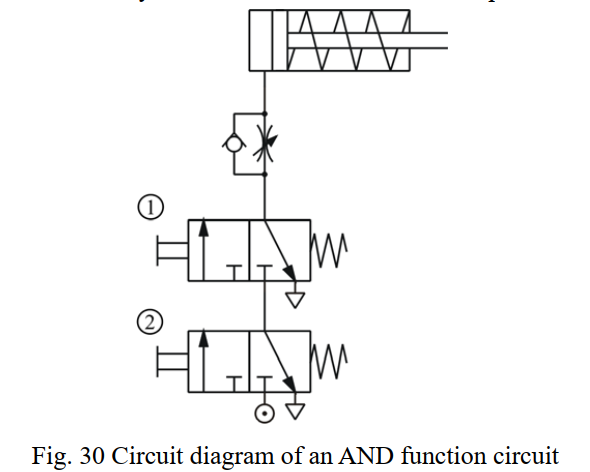 ①
②
Fig. 30 Circuit diagram of an AND function circuit